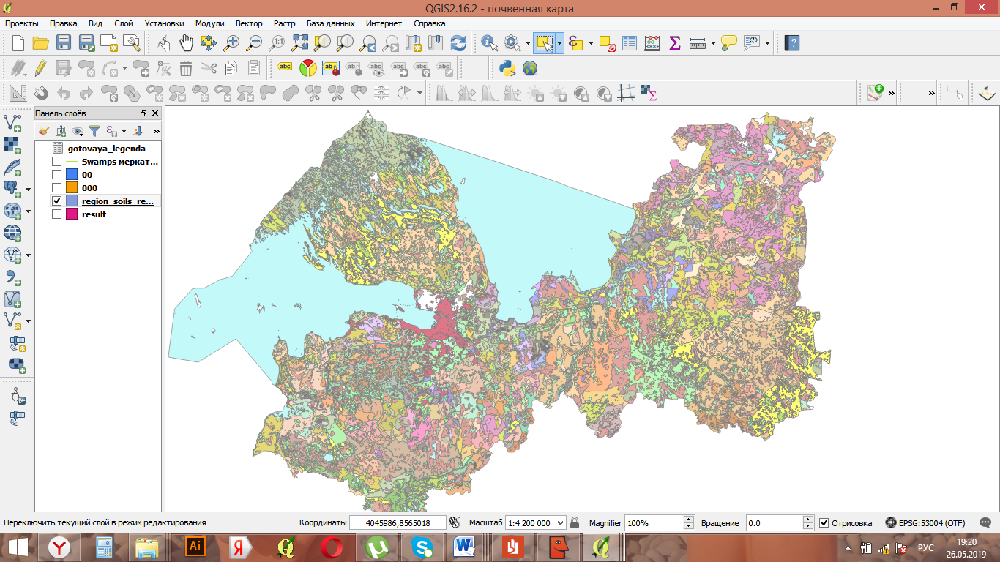 QGIS2.16.2 - почвенная карта
Проекты Правка Вид Слой Установки Модули Вектор Растр База данных Интернет Справка
Панель слоёв
gotovaya_legenda
Swamps меркат...
00
000
region_soils_re...
result
Переключить текущий слой в режим редактирования Координаты 4045986,8565018 Масштаб 1:4 200 000 Magnifier 100% Вращение 0.0 Отрисовка EPSG:53004 (OTF)
РУС
19:20
26.05.2019